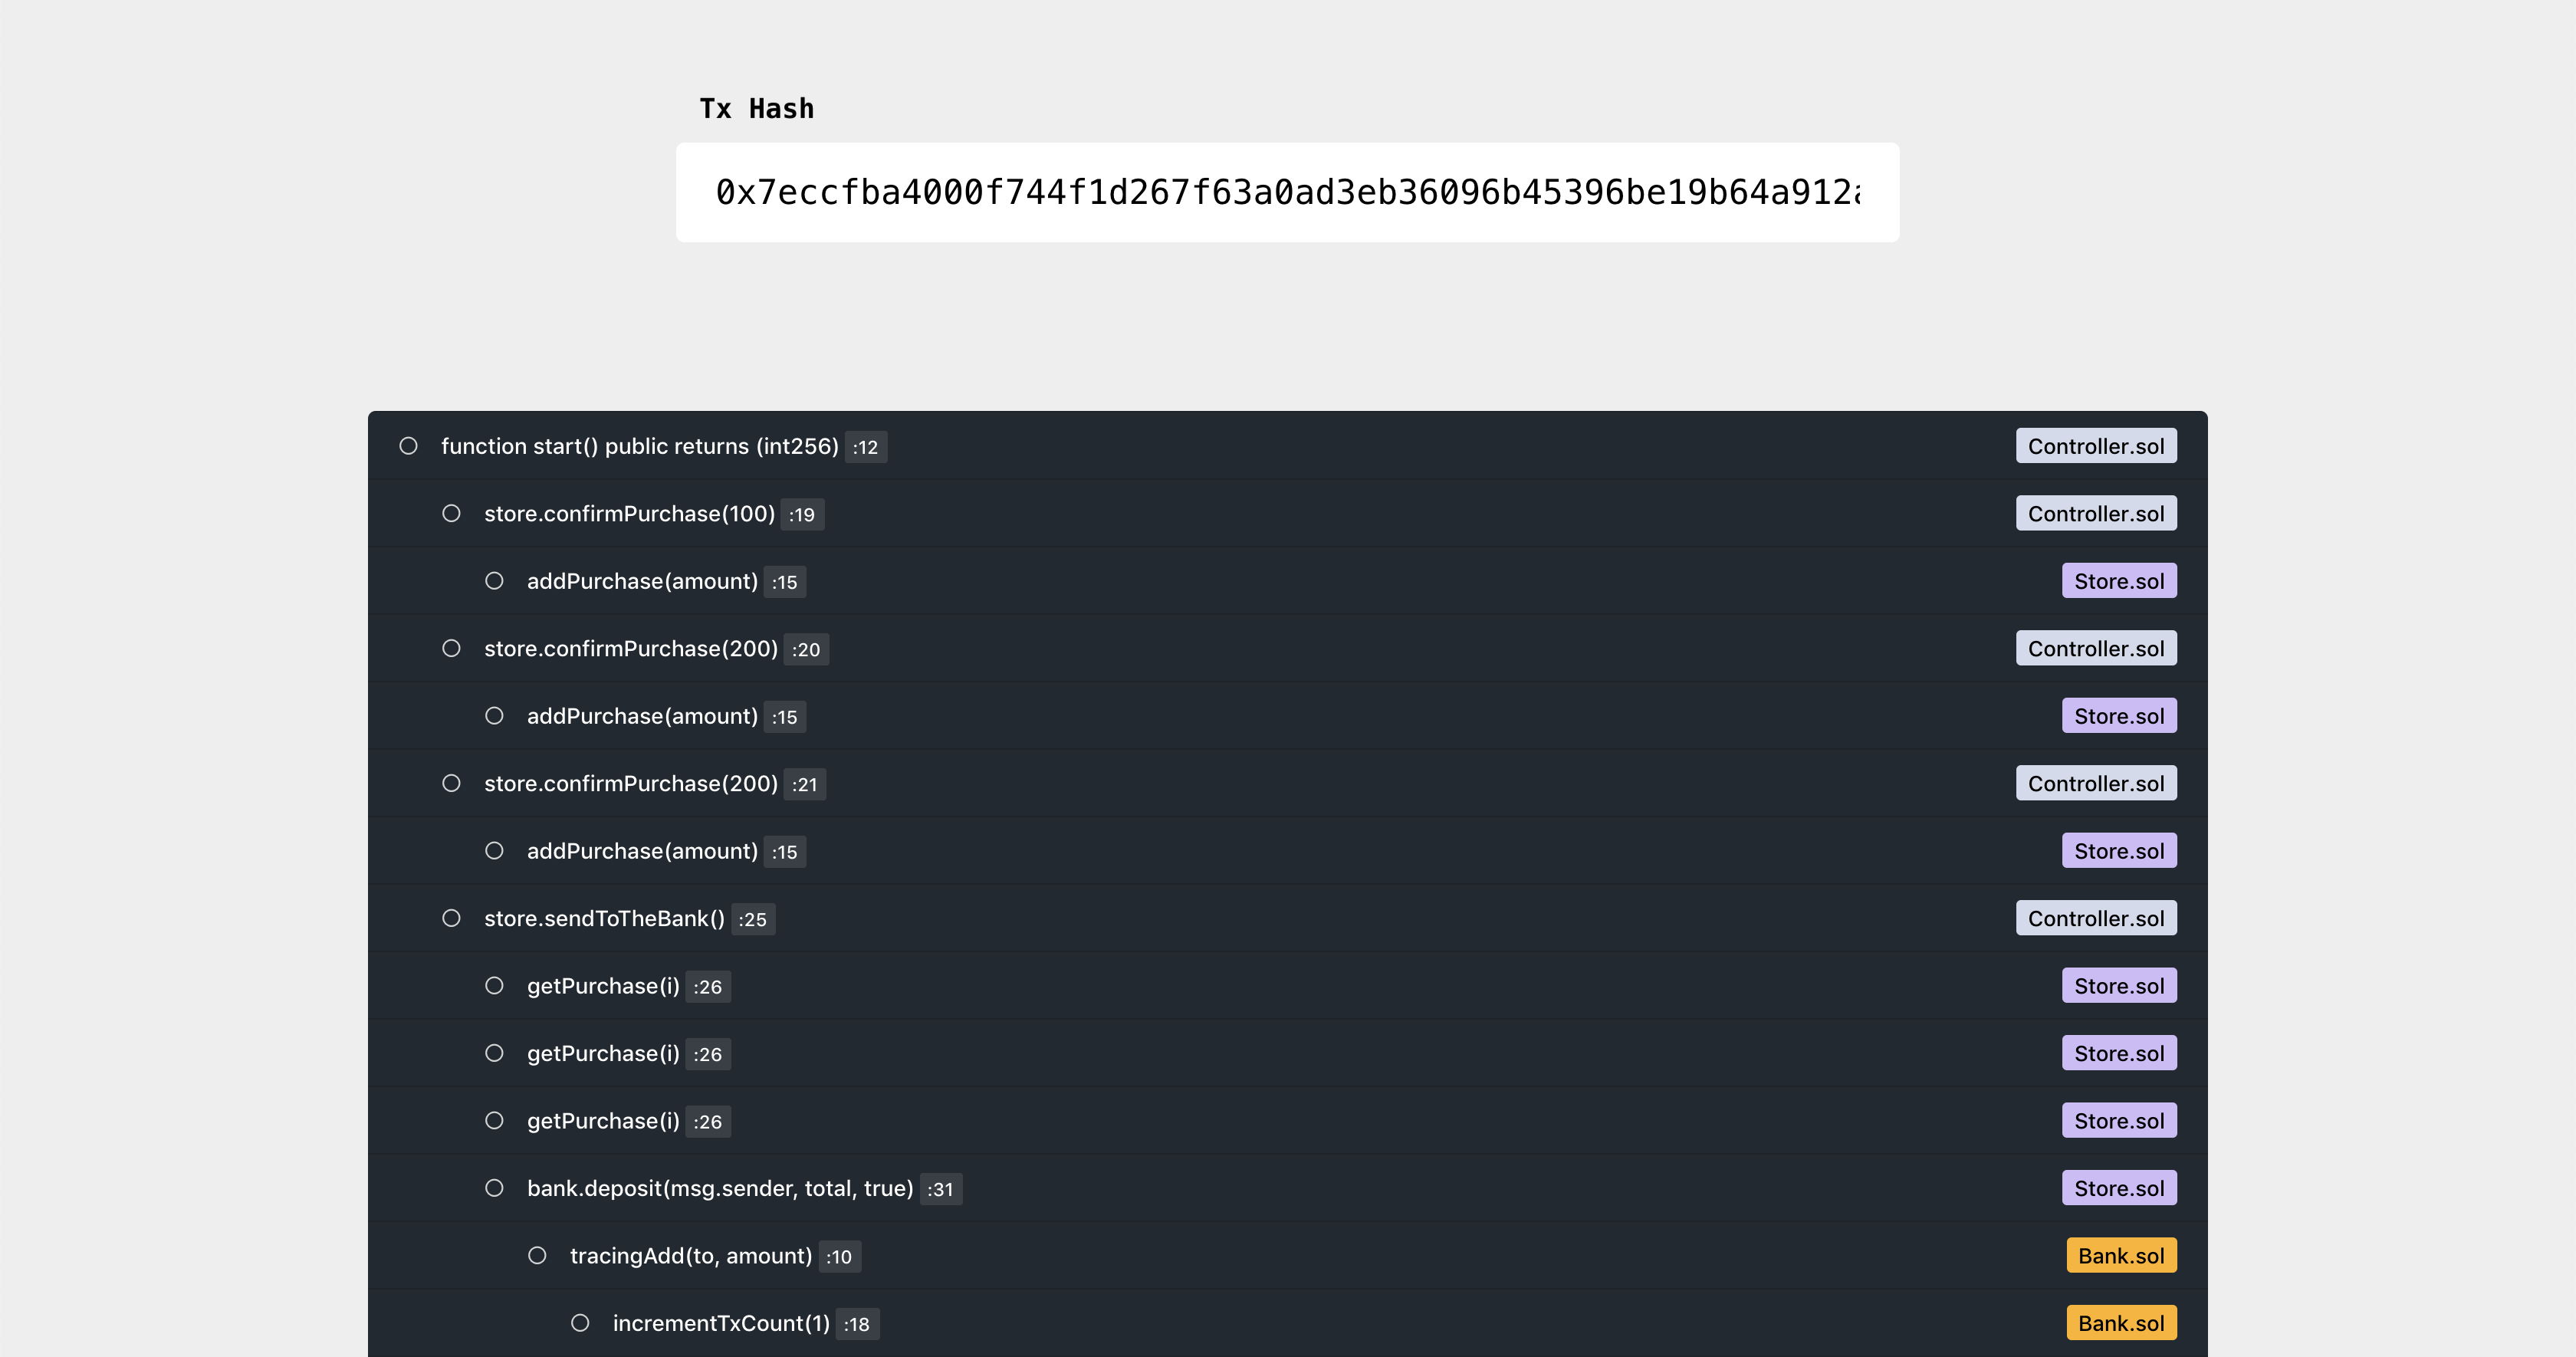 Tx Hash
0x7eccfba4000f744f1d267f63a0ad3eb36096b45396be19b64a912a
function start() public returns (int256) :12 Controller.sol
store.confirmPurchase(100) :19 Controller.sol
addPurchase(amount) :15 Store.sol
store.confirmPurchase(200) :20 Controller.sol
addPurchase(amount) :15 Store.sol
store.confirmPurchase(200) :21 Controller.sol
addPurchase(amount) :15 Store.sol
store.sendToTheBank() :25 Controller.sol
getPurchase(i) :26 Store.sol
getPurchase(i) :26 Store.sol
getPurchase(i) :26 Store.sol
bank.deposit(msg.sender, total, true) :31 Store.sol
tracingAdd(to, amount) :10 Bank.sol
incrementTxCount(1) :18 Bank.sol